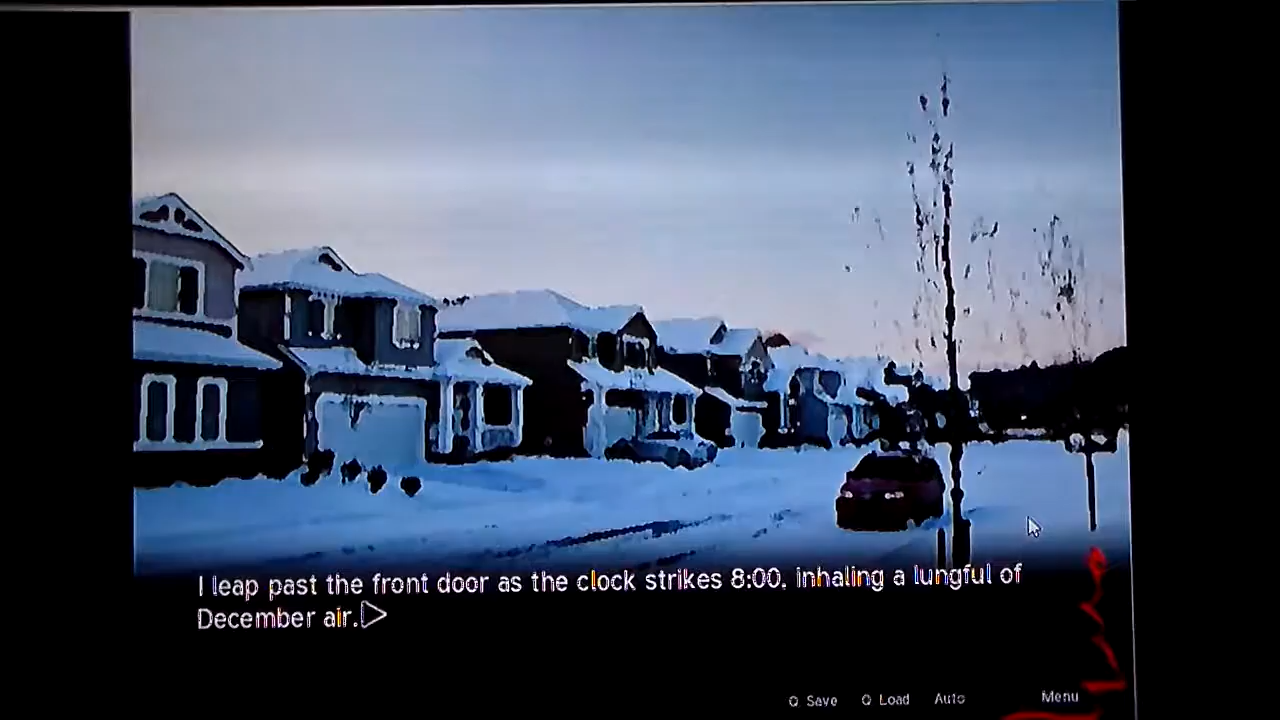 I leap past the front door as the clock strikes 8:00, inhaling a lungful of
December air.
Q Save Q Load Auto Menu